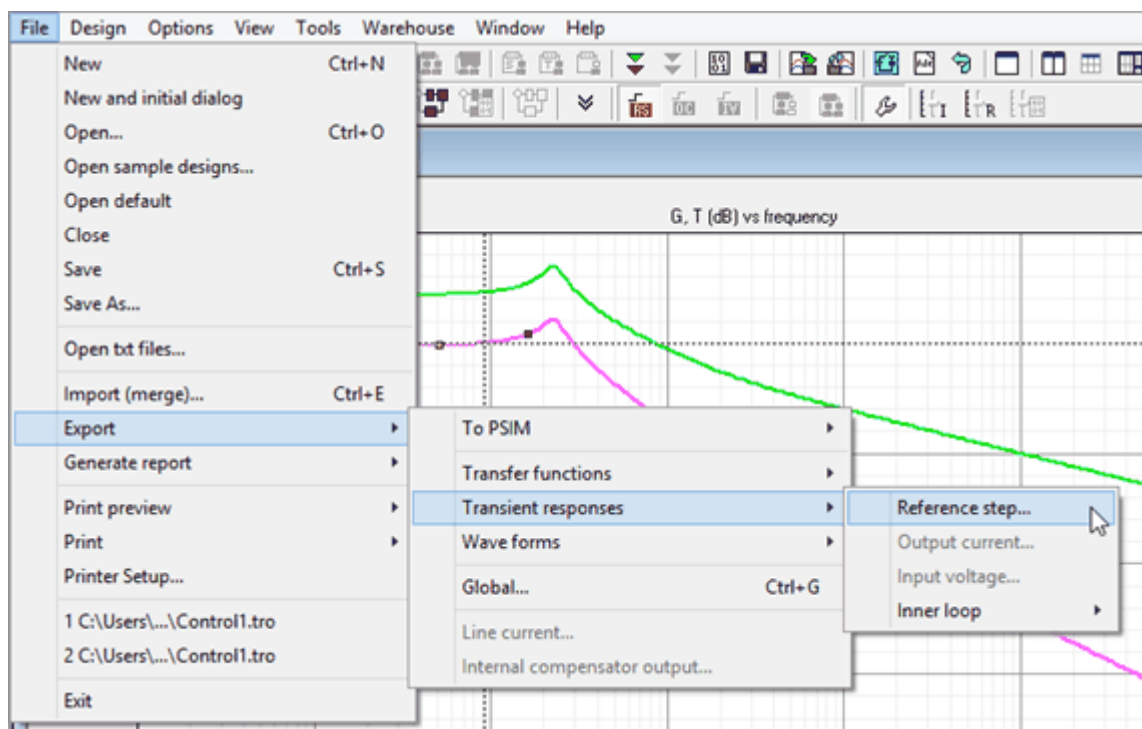 File Design Options View Tools Warehouse Window Help
New Ctrl+N
New and initial dialog
Open... Ctrl+O
Open sample designs...
Open default
Close
Save Ctrl+S
Save As...
Open txt files...
Import (merge)... Ctrl+E
Export
Generate report
Print preview
Print
Printer Setup...
1 C:\Users\...\Control1.tro
2 C:\Users\...\Control1.tro
Exit
G, T (dB) vs frequency
To PSIM
Transfer functions
Transient responses
Wave forms
Global... Ctrl+G
Line current...
Internal compensator output...
Reference step...
Output current...
Input voltage...
Inner loop